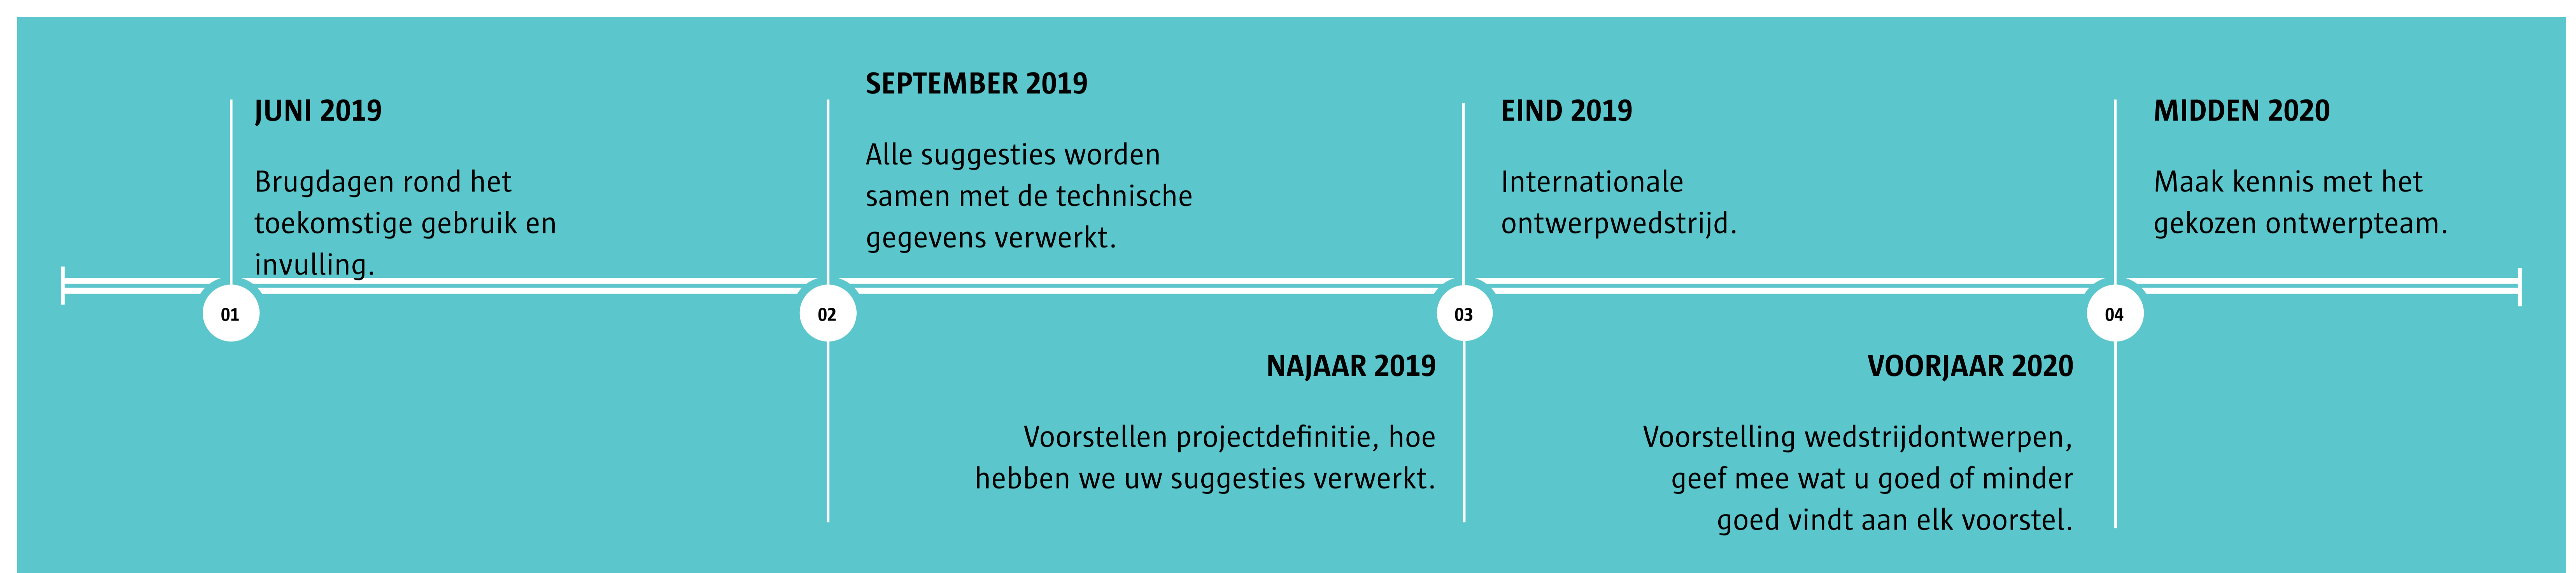 JUNI 2019
Brugdagen rond het
toekomstige gebruik en
invulling.
01
SEPTEMBER 2019
Alle suggesties worden
samen met de technische
gegevens verwerkt.
02
NAJAAR 2019
Voorstellen projectdefinitie, hoe
hebben we uw suggesties verwerkt.
EIND 2019
Internationale
ontwerpwedstrijd.
03
VOORJAAR 2020
Voorstelling wedstrijdontwerpen,
geef mee wat u goed of minder
goed vindt aan elk voorstel.
MIDDEN 2020
Maak kennis met het
gekozen ontwerpteam.
04